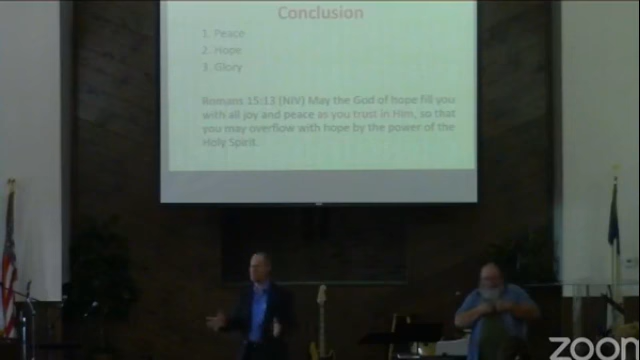 Conclusion
1. Peace
2. Hope
3. Glory
Romans 15:13 (NIV) May the God of hope fill you
with all joy and peace as you trust in Him, so that
you may overflow with hope by the power of the
Holy Spirit.
zoom